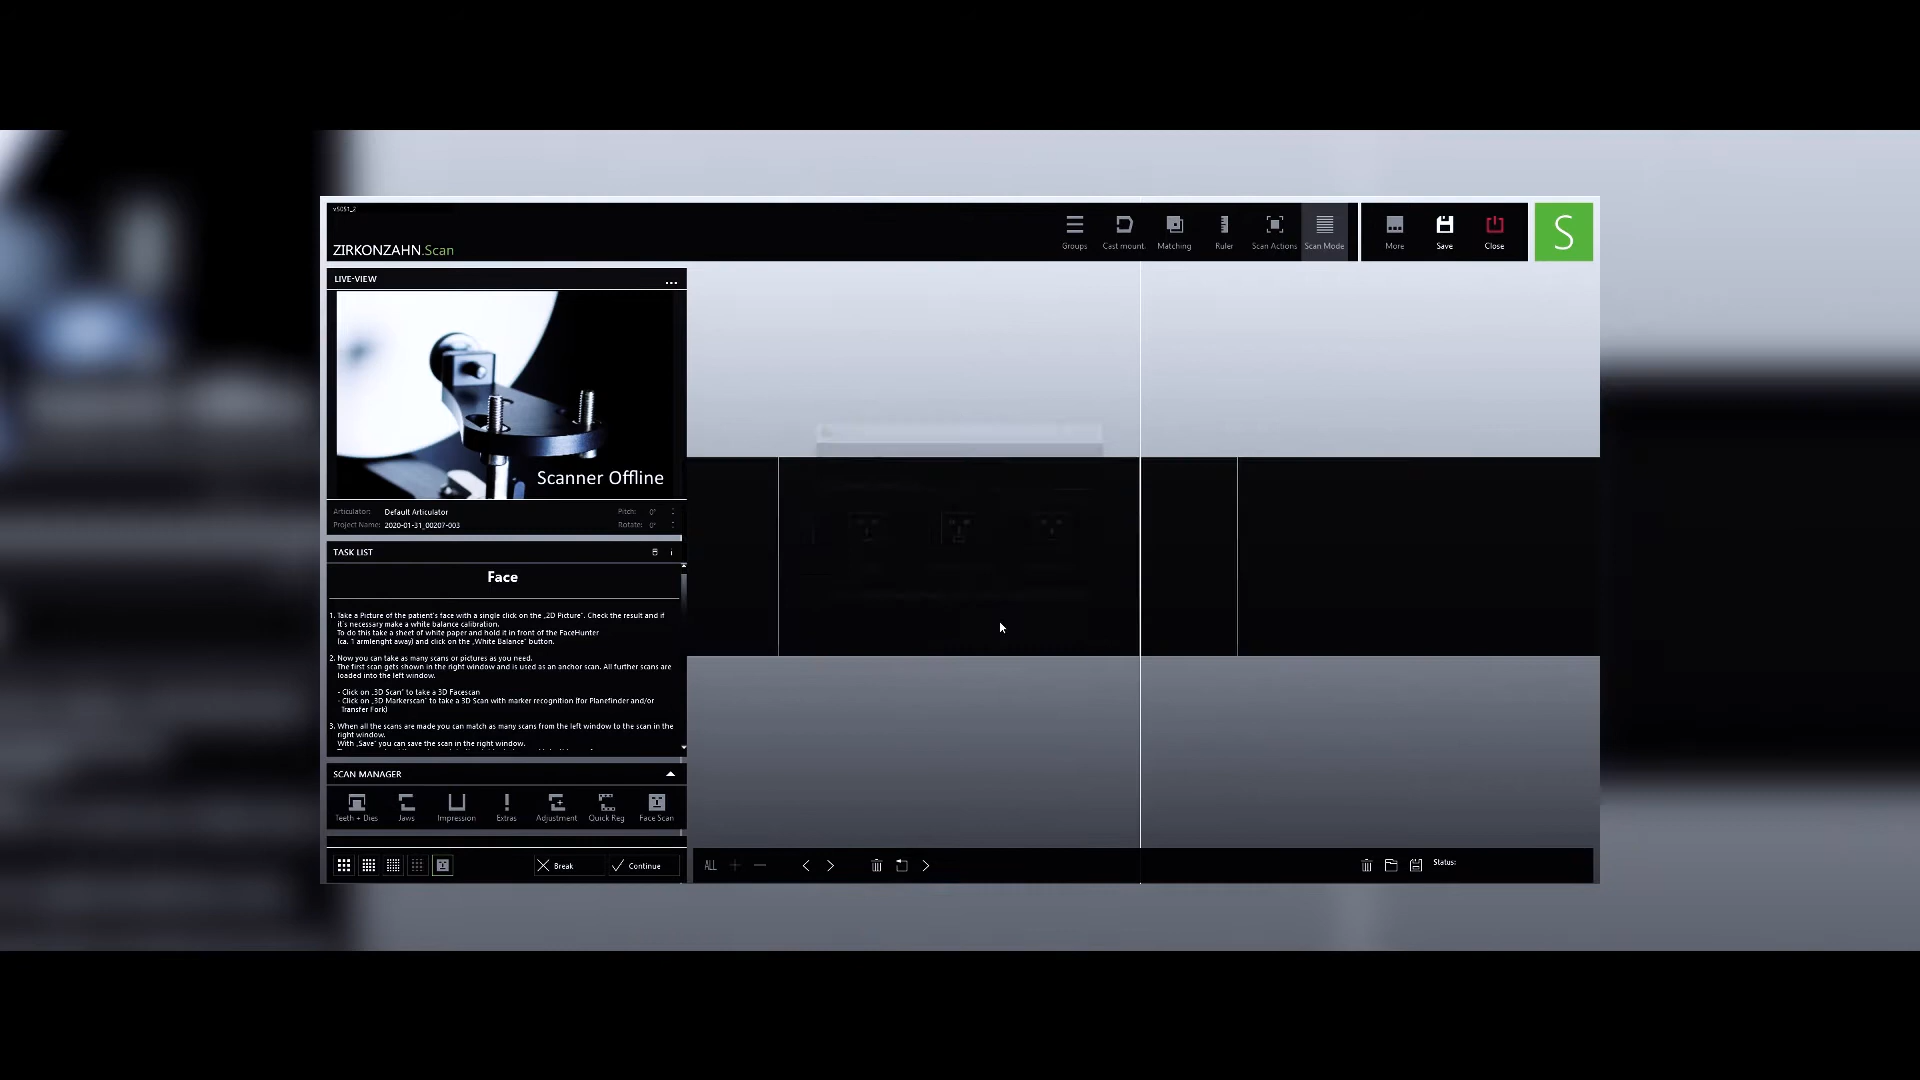 v5051_2
ZIRKONZAHN.Scan
Groups
Cast mount.
Matching
Ruler
Scan Actions
Scan Mode
More
Save
Close
S
LIVE-VIEW
...
Scanner Offline
Articulator: Default Articulator Pitch: 0°
Project Name: 2020-01-31_00207-003 Rotate: 0°
TASK LIST
i
Face
1. Take a Picture of the patient's face with a single click on the „2D Picture". Check the result and if
it's necessary make a white balance calibration.
To do this take a sheet of white paper and hold it in front of the FaceHunter
(ca. 1 armlenght away) and click on the „White Balance" button.
2. Now you can take as many scans or pictures as you need.
The first scan gets shown in the right window and is used as an anchor scan. All further scans are
loaded into the left window.
- Click on „3D Scan" to take a 3D Facescan
- Click on „3D Markerscan" to take a 3D Scan with marker recognition (for Planefinder and/or
Transfer Fork)
3. When all the scans are made you can match as many scans from the left window to the scan in the
right window.
With „Save" you can save the scan in the right window.
SCAN MANAGER
Teeth + Dies
Jaws
Impression
Extras
Adjustment
Quick Reg
Face Scan
Break
Continue
ALL
Status: